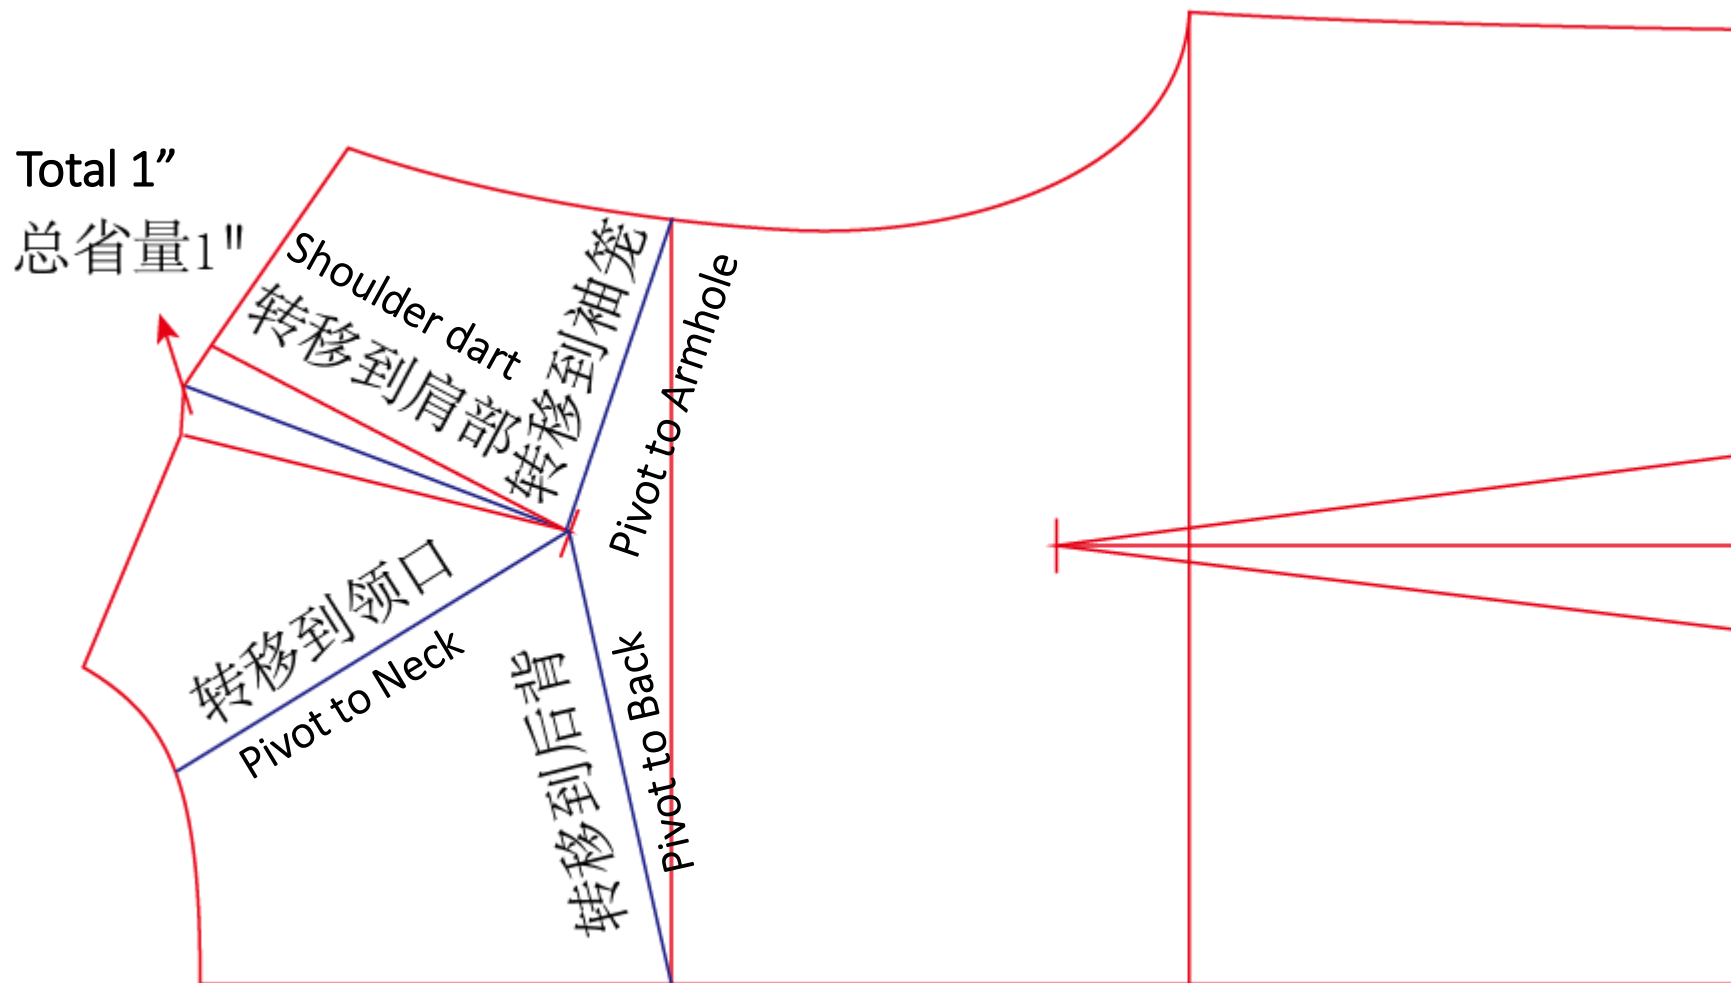 Total 1”
总省量1"
Shoulder dart
转移到肩部
转移到袖笼
Pivot to Armhole
转移到领口
Pivot to Neck
转移到后背
Pivot to Back